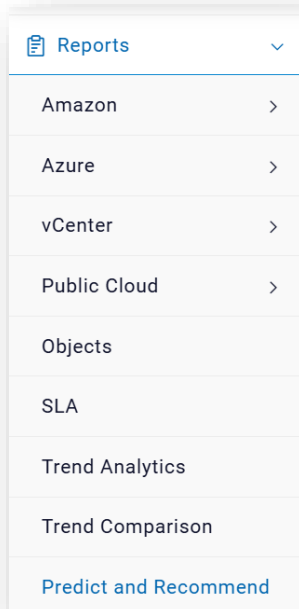 Reports
Amazon
Azure
vCenter
Public Cloud
Objects
SLA
Trend Analytics
Trend Comparison
Predict and Recommend